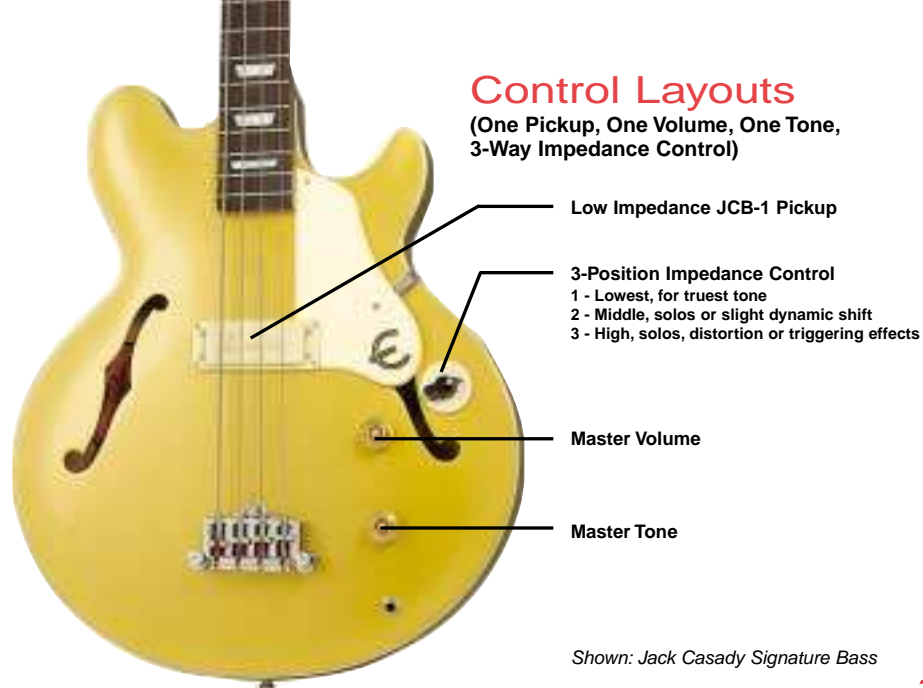 Control Layouts
(One Pickup, One Volume, One Tone,
3-Way Impedance Control)
Low Impedance JCB-1 Pickup
3-Position Impedance Control
1 - Lowest, for truest tone
2 - Middle, solos or slight dynamic shift
3 - High, solos, distortion or triggering effects
Master Volume
Master Tone
Shown: Jack Casady Signature Bass